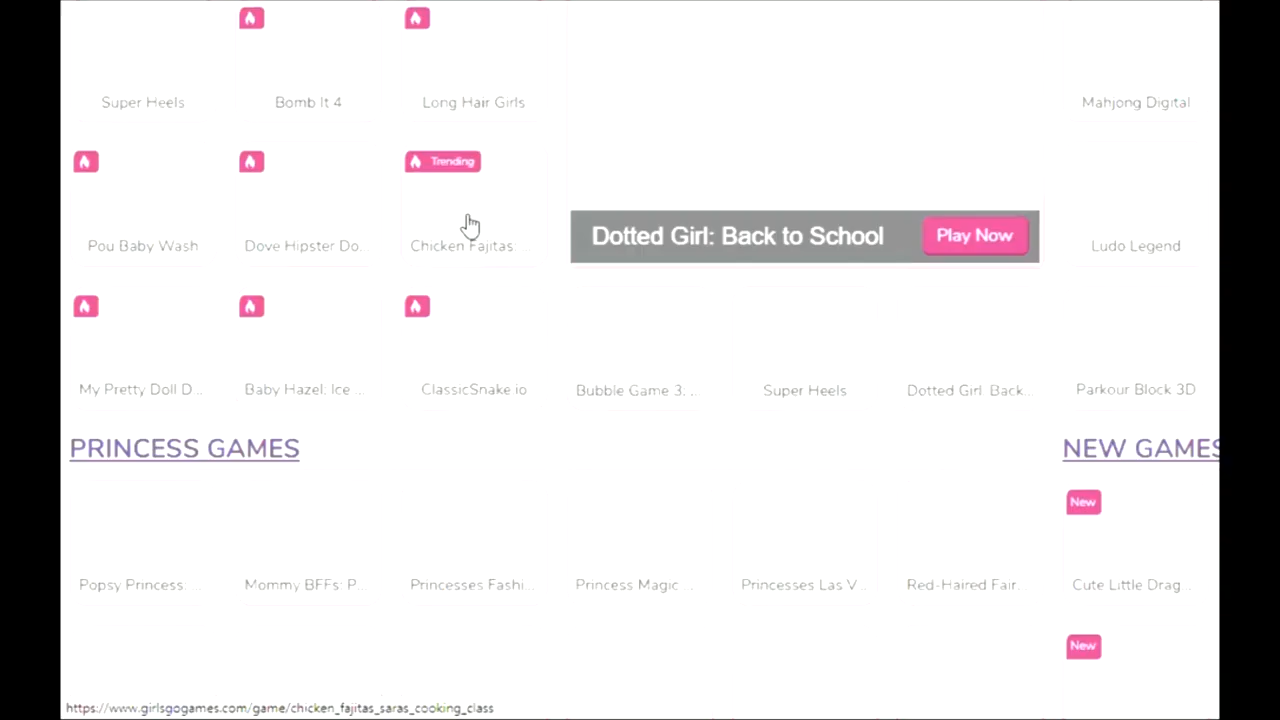 Super Heels
Bomb It 4
Long Hair Girls
Mahjong Digital
Trending
Pou Baby Wash
Dove Hipster Do.
Chicken Fajitas:...
Dotted Girl: Back to School
Play Now
Ludo Legend
My Pretty Doll D...
Baby Hazel: Ice ...
ClassicSnake io
Bubble Game 3: ...
Super Heels
Dotted Girl Back...
Parkour Block 3D
PRINCESS GAMES
NEW GAMES
New
Popsy Princess: ...
Mommy BFFs: P...
Princesses Fashi...
Princess Magic ...
Princesses Las V...
Red-Haired Fair...
Cute Little Drag...
New
https://www.girlsgogames.com/game/chicken_fajitas_saras_cooking_class